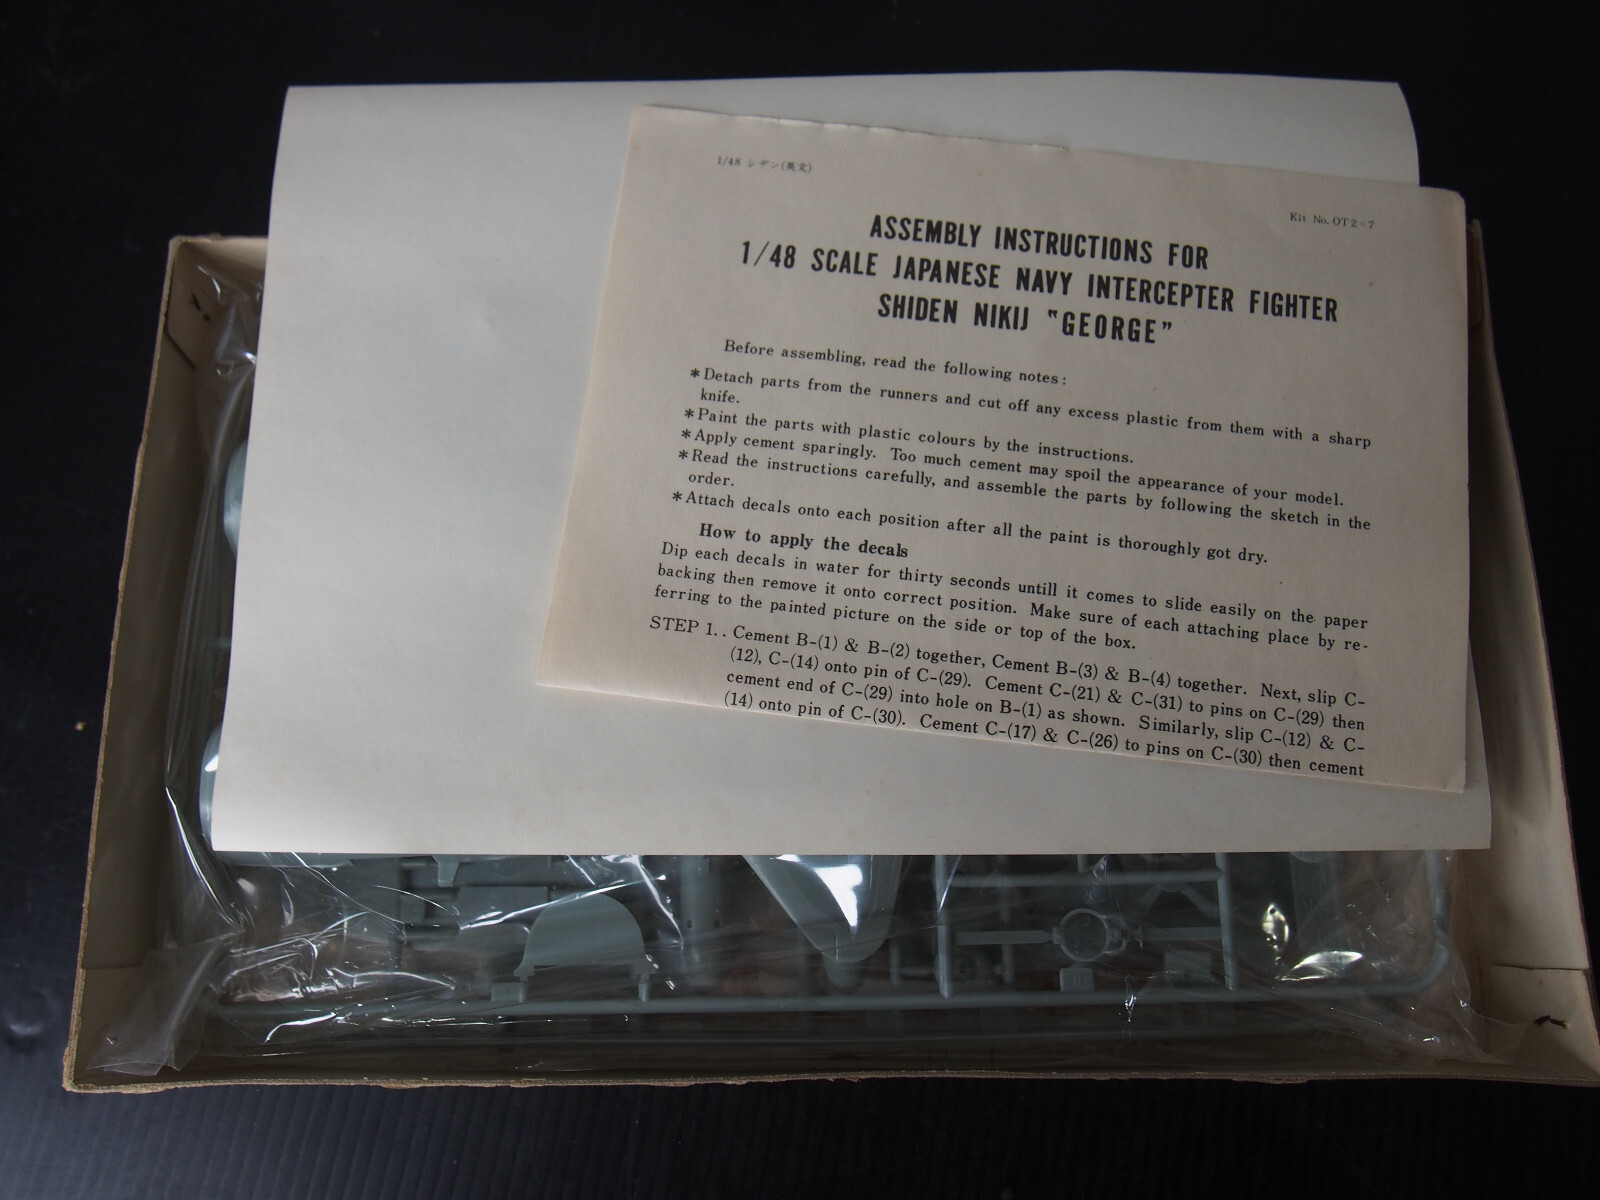 1/48 シデン(英文)
Kit No. OT2-7
ASSEMBLY INSTRUCTIONS FOR
1/48 SCALE JAPANESE NAVY INTERCEPTER FIGHTER
SHIDEN NIKIJ "GEORGE"
Before assembling, read the following notes:
*Detach parts from the runners and cut off any excess plastic from them with a sharp
knife.
*Paint the parts with plastic colours by the instructions.
*Apply cement sparingly. Too much cement may spoil the appearance of your model.
*Read the instructions carefully, and assemble the parts by following the sketch in the
order.
*Attach decals onto each position after all the paint is thoroughly got dry.
How to apply the decals
Dip each decals in water for thirty seconds untill it comes to slide easily on the paper
backing then remove it onto correct position. Make sure of each attaching place by re-
ferring to the painted picture on the side or top of the box.
STEP 1.. Cement B-(1) & B-(2) together, Cement B-(3) & B-(4) together. Next, slip C-
(12), C-(14) onto pin of C-(29). Cement C-(21) & C-(31) to pins on C-(29) then
cement end of C-(29) into hole on B-(1) as shown. Similarly, slip C-(12) & C-
(14) onto pin of C-(30). Cement C-(17) & C-(26) to pins on C-(30) then cement